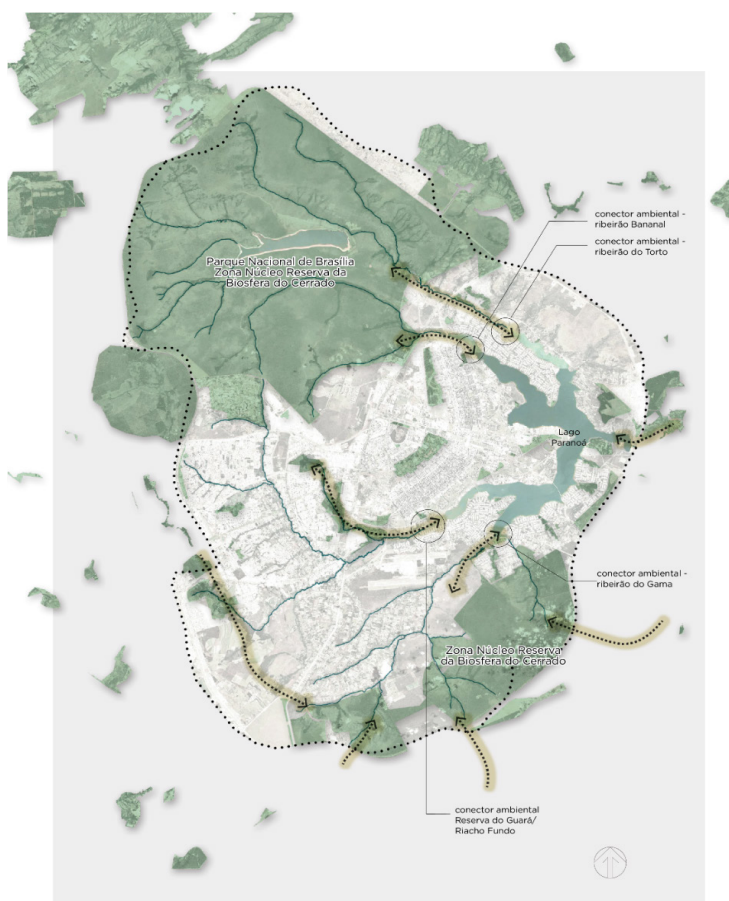 conector ambiental -
ribeirão Bananal
conector ambiental -
ribeirão do Torto
Parque Nacional de Brasília
Zona Núcleo Reserva da
Biosfera do Cerrado
Lago
Paranoá
conector ambiental -
ribeirão do Gama
Zona Núcleo Reserva
da Biosfera do Cerrado
conector ambiental
Reserva do Guará/
Riacho Fundo